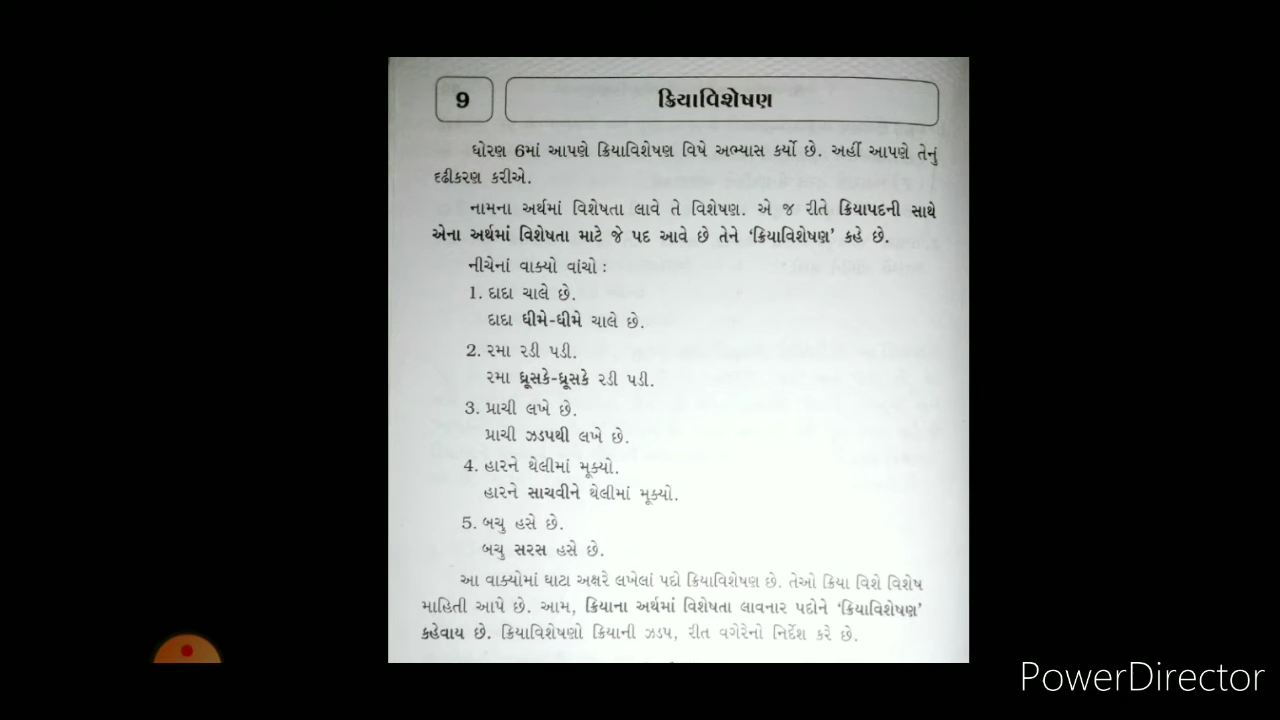 9
ક્રિયાવિશેષણ
ધોરણ 6માં આપણે ક્રિયાવિશેષણ વિષે અભ્યાસ કર્યો છે. અહીં આપણે તેનું
દઢીકરણ કરીએ.
નામના અર્થમાં વિશેષતા લાવે તે વિશેષણ. એ જ રીતે ક્રિયાપદની સાથે
એના અર્થમાં વિશેષતા માટે જે પદ આવે છે તેને ‘ક્રિયાવિશેષણ’ કહે છે.
નીચેનાં વાક્યો વાંચો :
1. દાદા ચાલે છે.
દાદા ધીમે-ધીમે ચાલે છે.
2. રમા રડી પડી.
રમા ધ્રૂસકે-ધ્રૂસકે રડી પડી.
3. પ્રાચી લખે છે.
પ્રાચી ઝડપથી લખે છે.
4. હારને થેલીમાં મૂક્યો.
હારને સાચવીને થેલીમાં મૂક્યો.
5. બચુ હસે છે.
બચુ સરસ હસે છે.
આ વાક્યોમાં ઘાટા અક્ષરે લખેલાં પદો ક્રિયાવિશેષણ છે. તેઓ ક્રિયા વિશે વિશેષ
માહિતી આપે છે. આમ, ક્રિયાના અર્થમાં વિશેષતા લાવનાર પદોને ‘ક્રિયાવિશેષણ’
કહેવાય છે. ક્રિયાવિશેષણો ક્રિયાની ઝડપ, રીત વગેરેનો નિર્દેશ કરે છે.
PowerDirector